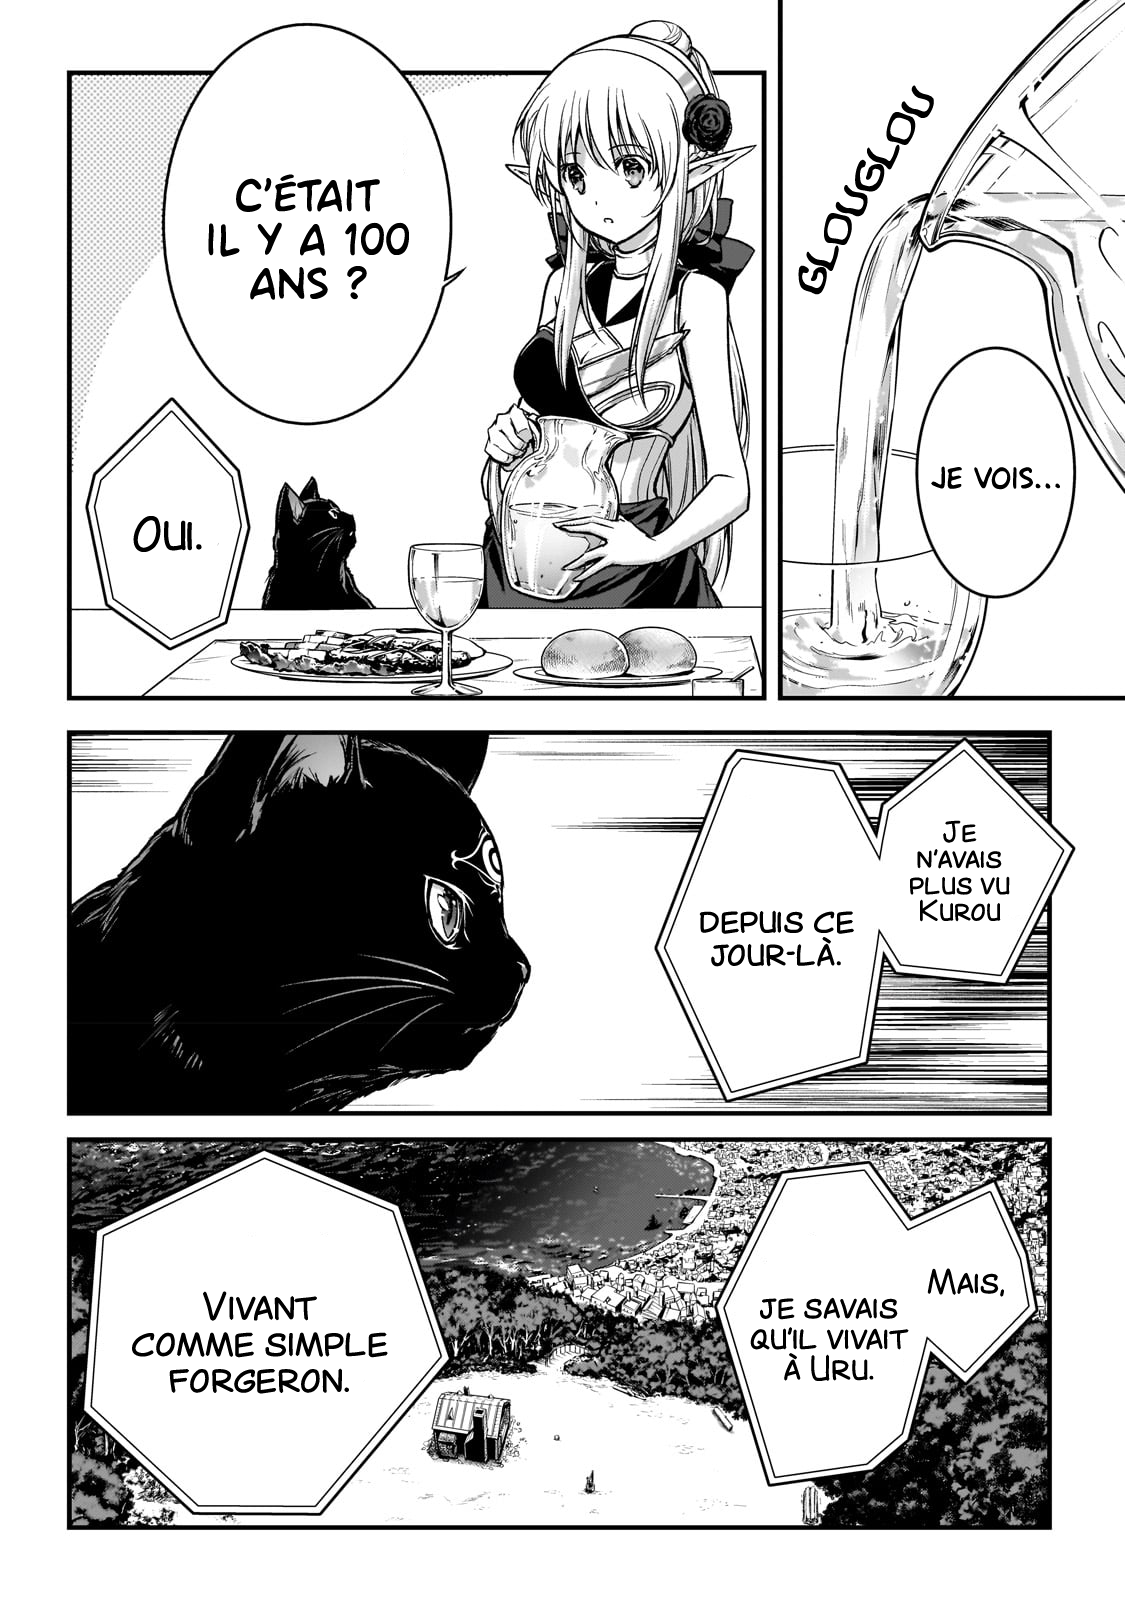 GLOUGLOU
JE VOIS...
C'ÉTAIT
IL Y A 100
ANS ?
OUI.
JE
N'AVAIS
PLUS VU
KUROU
DEPUIS CE
JOUR-LÀ.
MAIS,
JE SAVAIS
QU'IL VIVAIT
À URU.
VIVANT
COMME SIMPLE
FORGERON.